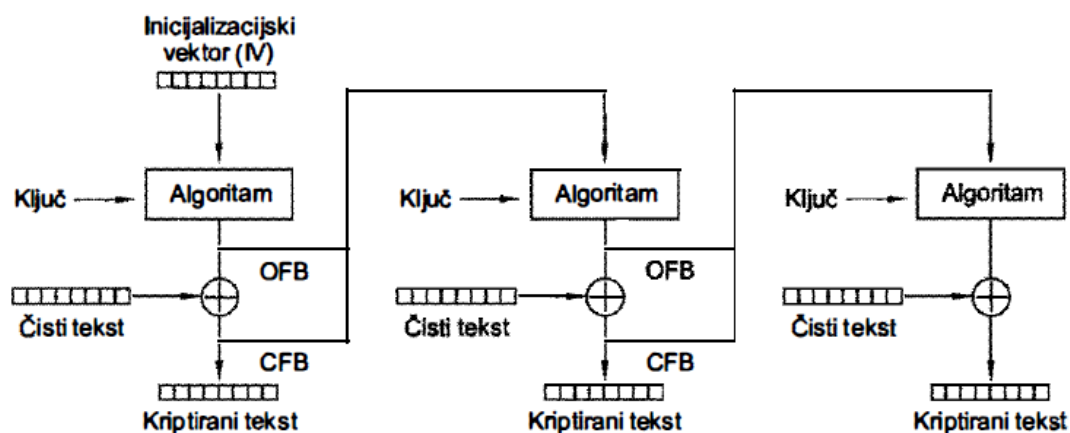 Inicijalizacijski
vektor (IV)
Ključ
Algoritam
Ključ
Algoritam
Ključ
Algoritam
OFB
OFB
Čisti tekst
Čisti tekst
Čisti tekst
CFB
CFB
Kriptirani tekst
Kriptirani tekst
Kriptirani tekst